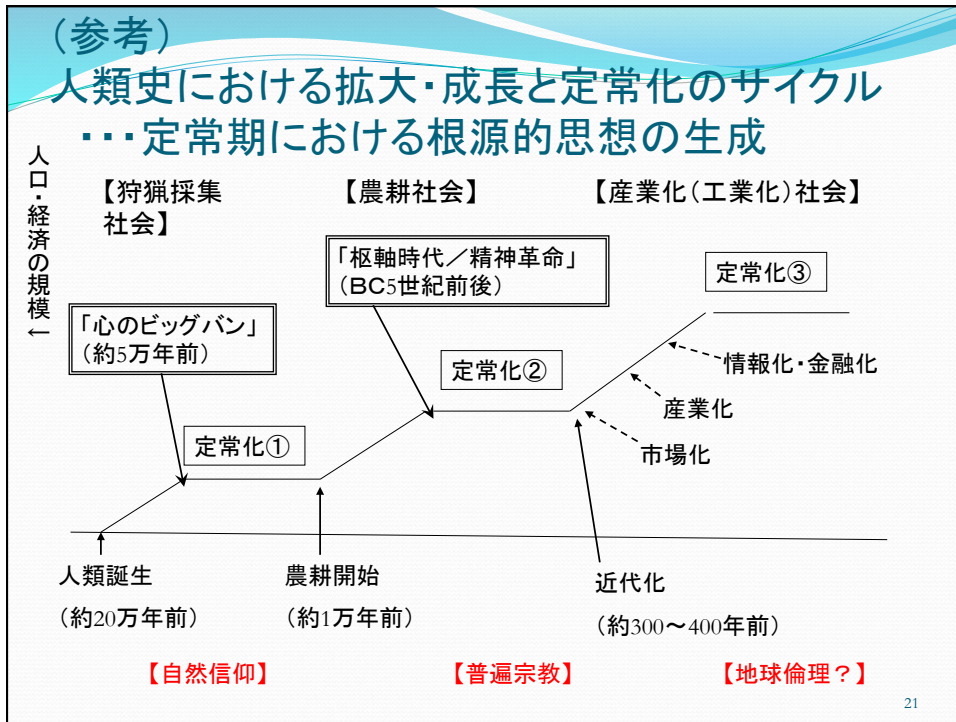 （参考）
人類史における拡大・成長と定常化のサイクル
・・・定常期における根源的思想の生成
人口・経済の規模↑
【狩猟採集
社会】
【農耕社会】
【産業化（工業化）社会】
「枢軸時代／精神革命」
（BC5世紀前後）
定常化③
「心のビッグバン」
（約5万年前）
定常化②
情報化・金融化
産業化
定常化①
市場化
人類誕生
（約20万年前）
農耕開始
（約1万年前）
近代化
（約300～400年前）
【自然信仰】
【普遍宗教】
【地球倫理？】
21